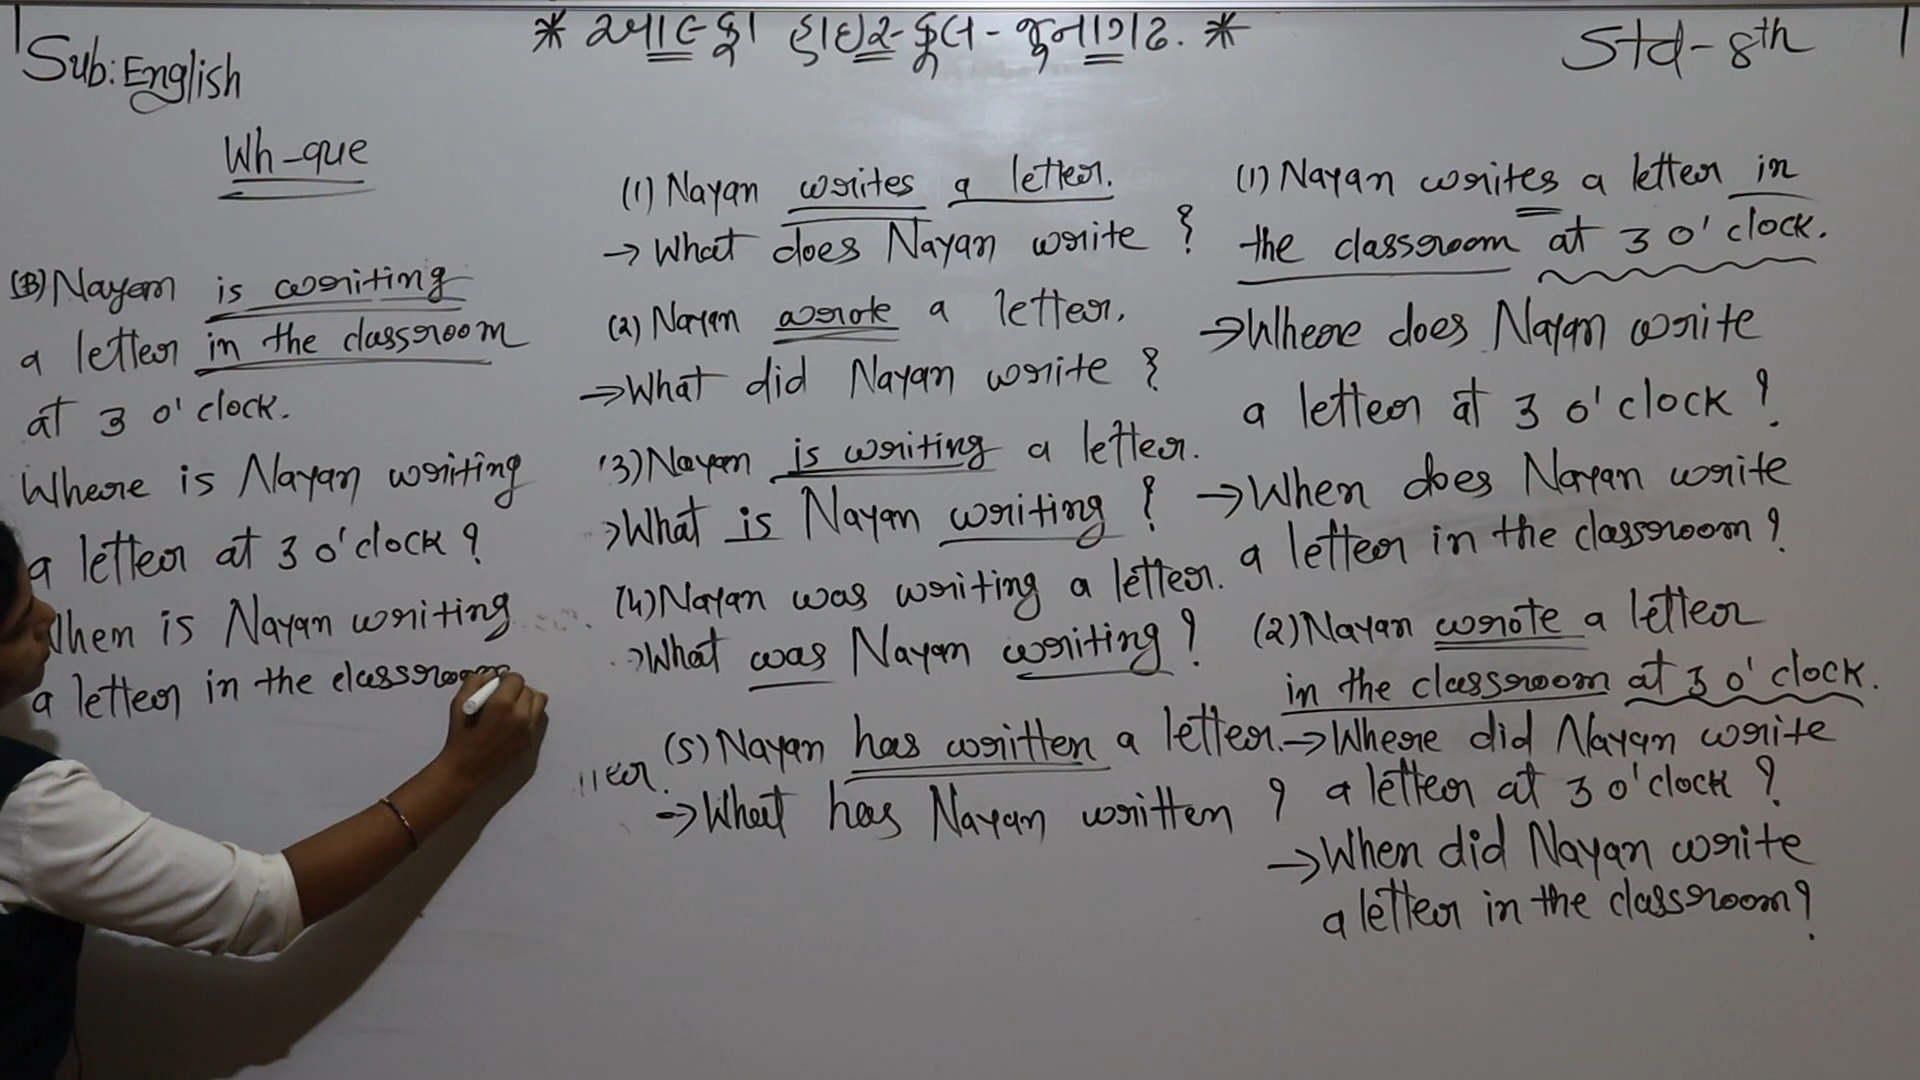 * આલ્ફા હાઇસ્કૂલ - જૂનાગઢ. *
Sub: English
Std - 8th
Wh-que
(1) Nayan writes a letter.
→ What does Nayan write ?
(2) Nayan wrote a letter.
→ What did Nayan write ?
(3) Nayan is writing a letter.
→ What is Nayan writing ?
(4) Nayan was writing a letter.
→ What was Nayan writing ?
(5) Nayan has written a letter.
→ What has Nayan written ?
(1) Nayan writes a letter in
the classroom at 3 o'clock.
→ Where does Nayan write
a letter at 3 o'clock ?
→ When does Nayan write
a letter in the classroom ?
(2) Nayan wrote a letter
in the classroom at 3 o'clock.
→ Where did Nayan write
a letter at 3 o'clock ?
→ When did Nayan write
a letter in the classroom ?
(3) Nayan is writing
a letter in the classroom
at 3 o'clock.
Where is Nayan writing
a letter at 3 o'clock ?
When is Nayan writing
a letter in the classroom